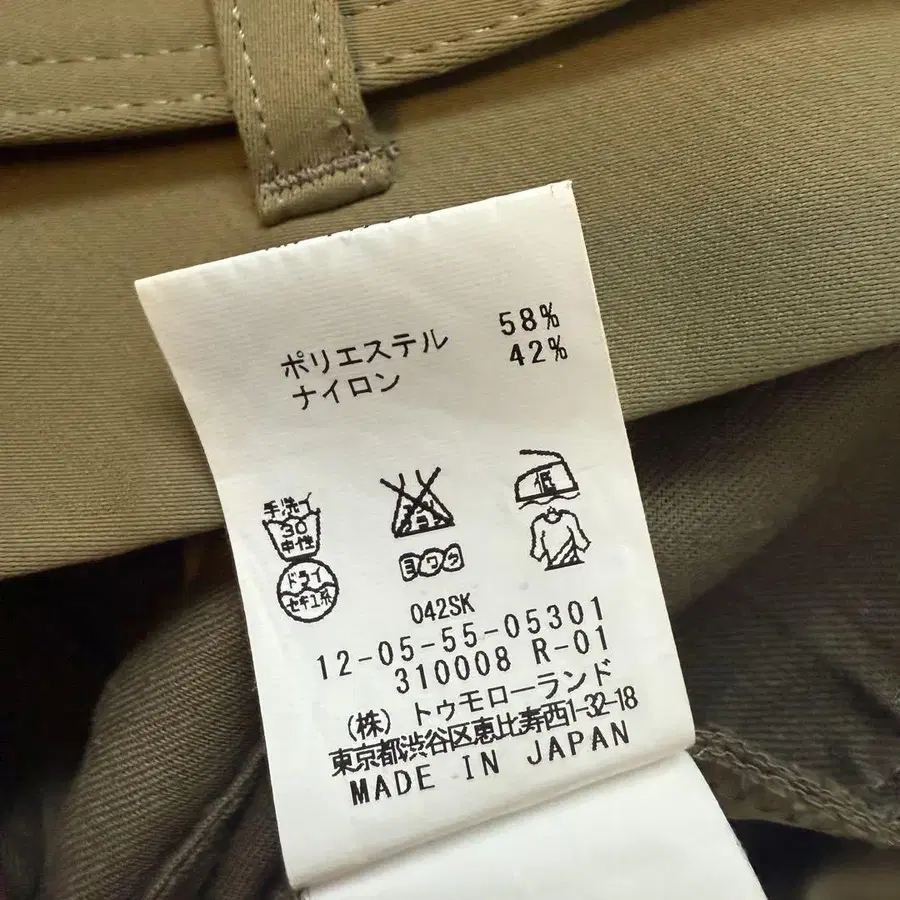 ポリエステル 58%
ナイロン 42%
手洗イ
30
中性
低
ドライ
セキユ系
ヨワク
042SK
12-05-55-05301
310008 R-01
(株) トゥモローランド
東京都渋谷区恵比寿西1-32-18
MADE IN JAPAN